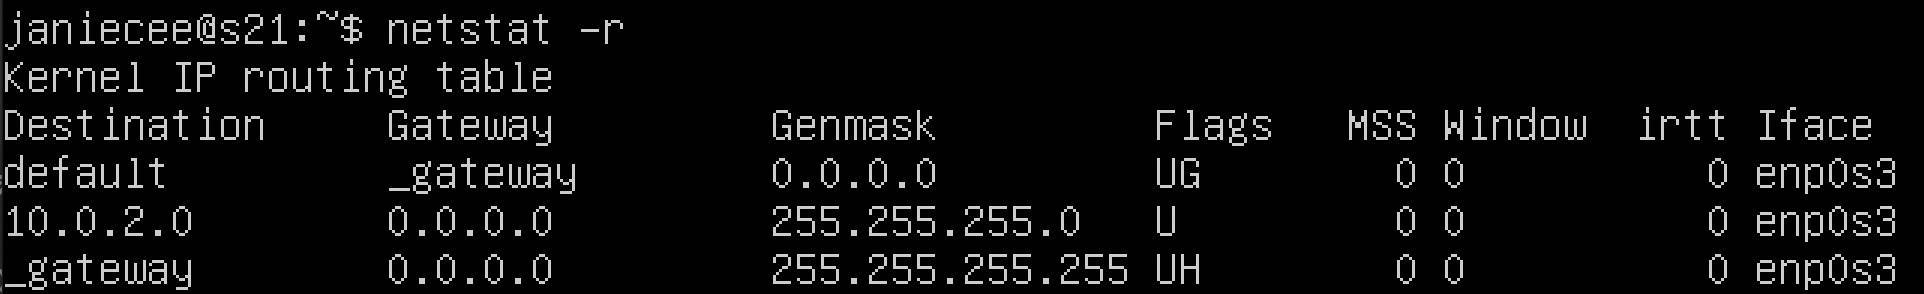 janiecee@s21:~$ netstat -r
Kernel IP routing table
Destination     Gateway         Genmask         Flags   MSS Window  irtt Iface
default         _gateway        0.0.0.0         UG        0 0          0 enp0s3
10.0.2.0        0.0.0.0         255.255.255.0   U         0 0          0 enp0s3
_gateway        0.0.0.0         255.255.255.255 UH        0 0          0 enp0s3